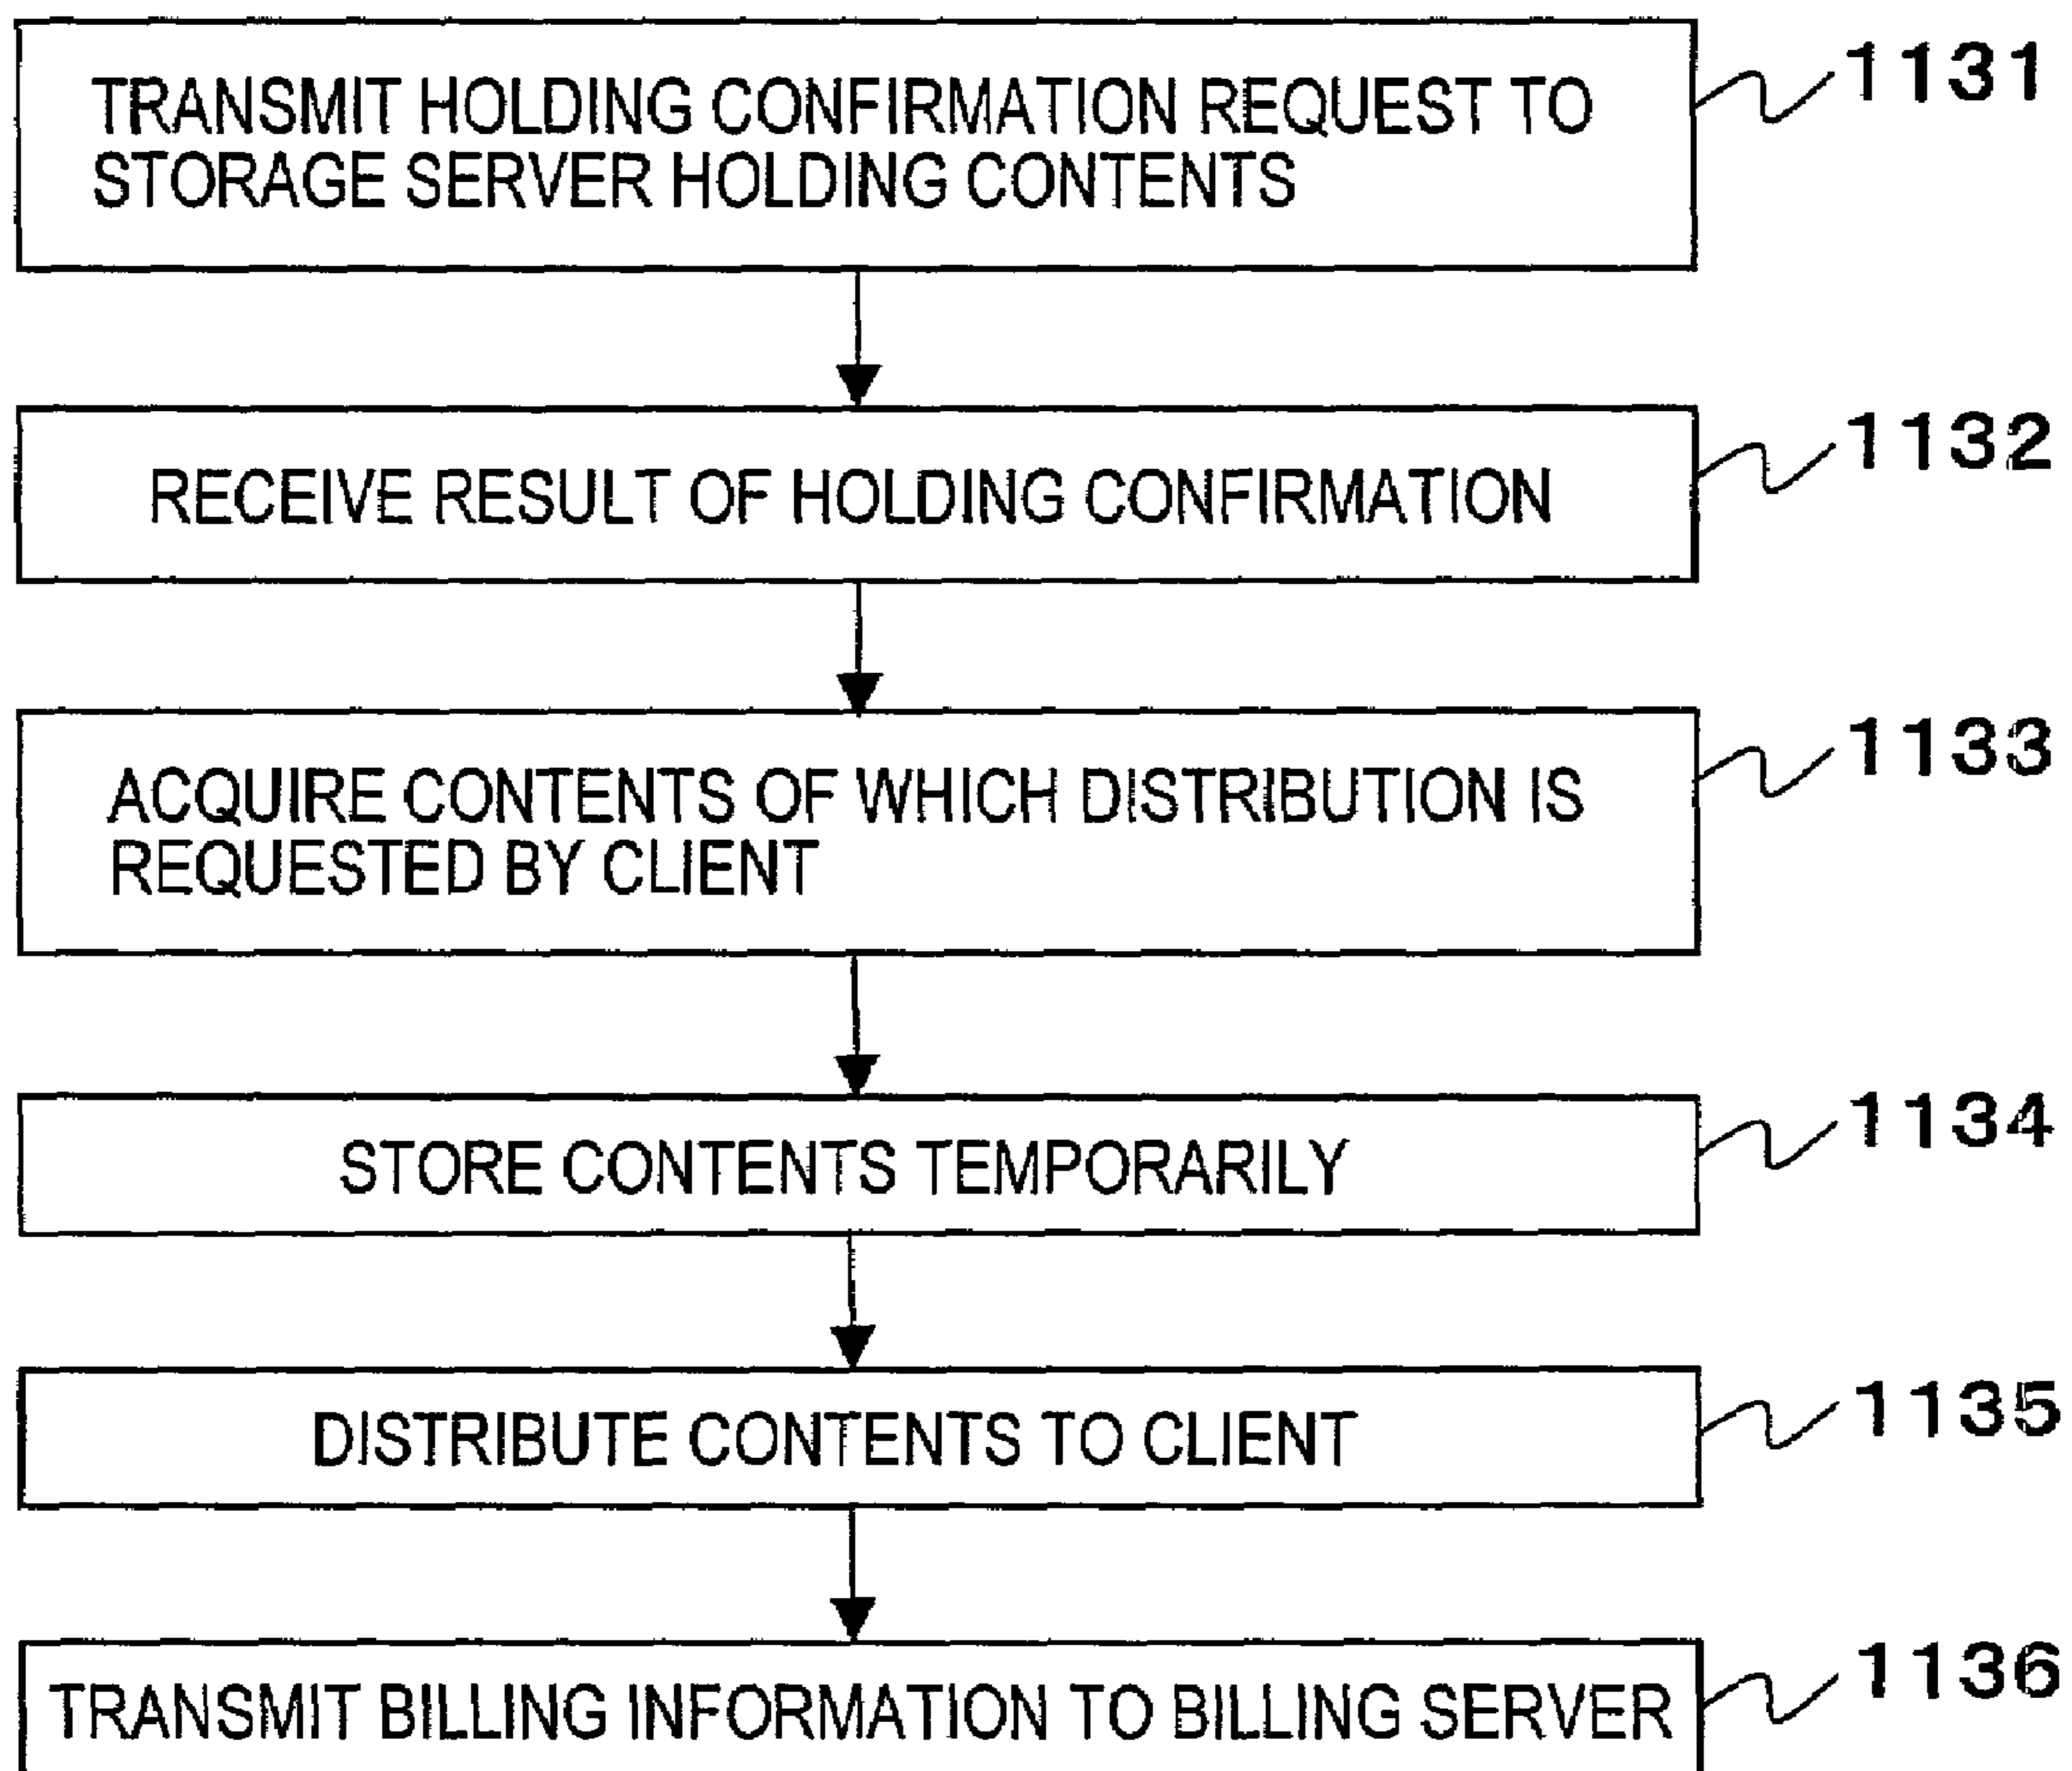 TRANSMIT HOLDING CONFIRMATION REQUEST TO
STORAGE SERVER HOLDING CONTENTS
1131
RECEIVE RESULT OF HOLDING CONFIRMATION
1132
ACQUIRE CONTENTS OF WHICH DISTRIBUTION IS
REQUESTED BY CLIENT
1133
STORE CONTENTS TEMPORARILY
1134
DISTRIBUTE CONTENTS TO CLIENT
1135
TRANSMIT BILLING INFORMATION TO BILLING SERVER
1136